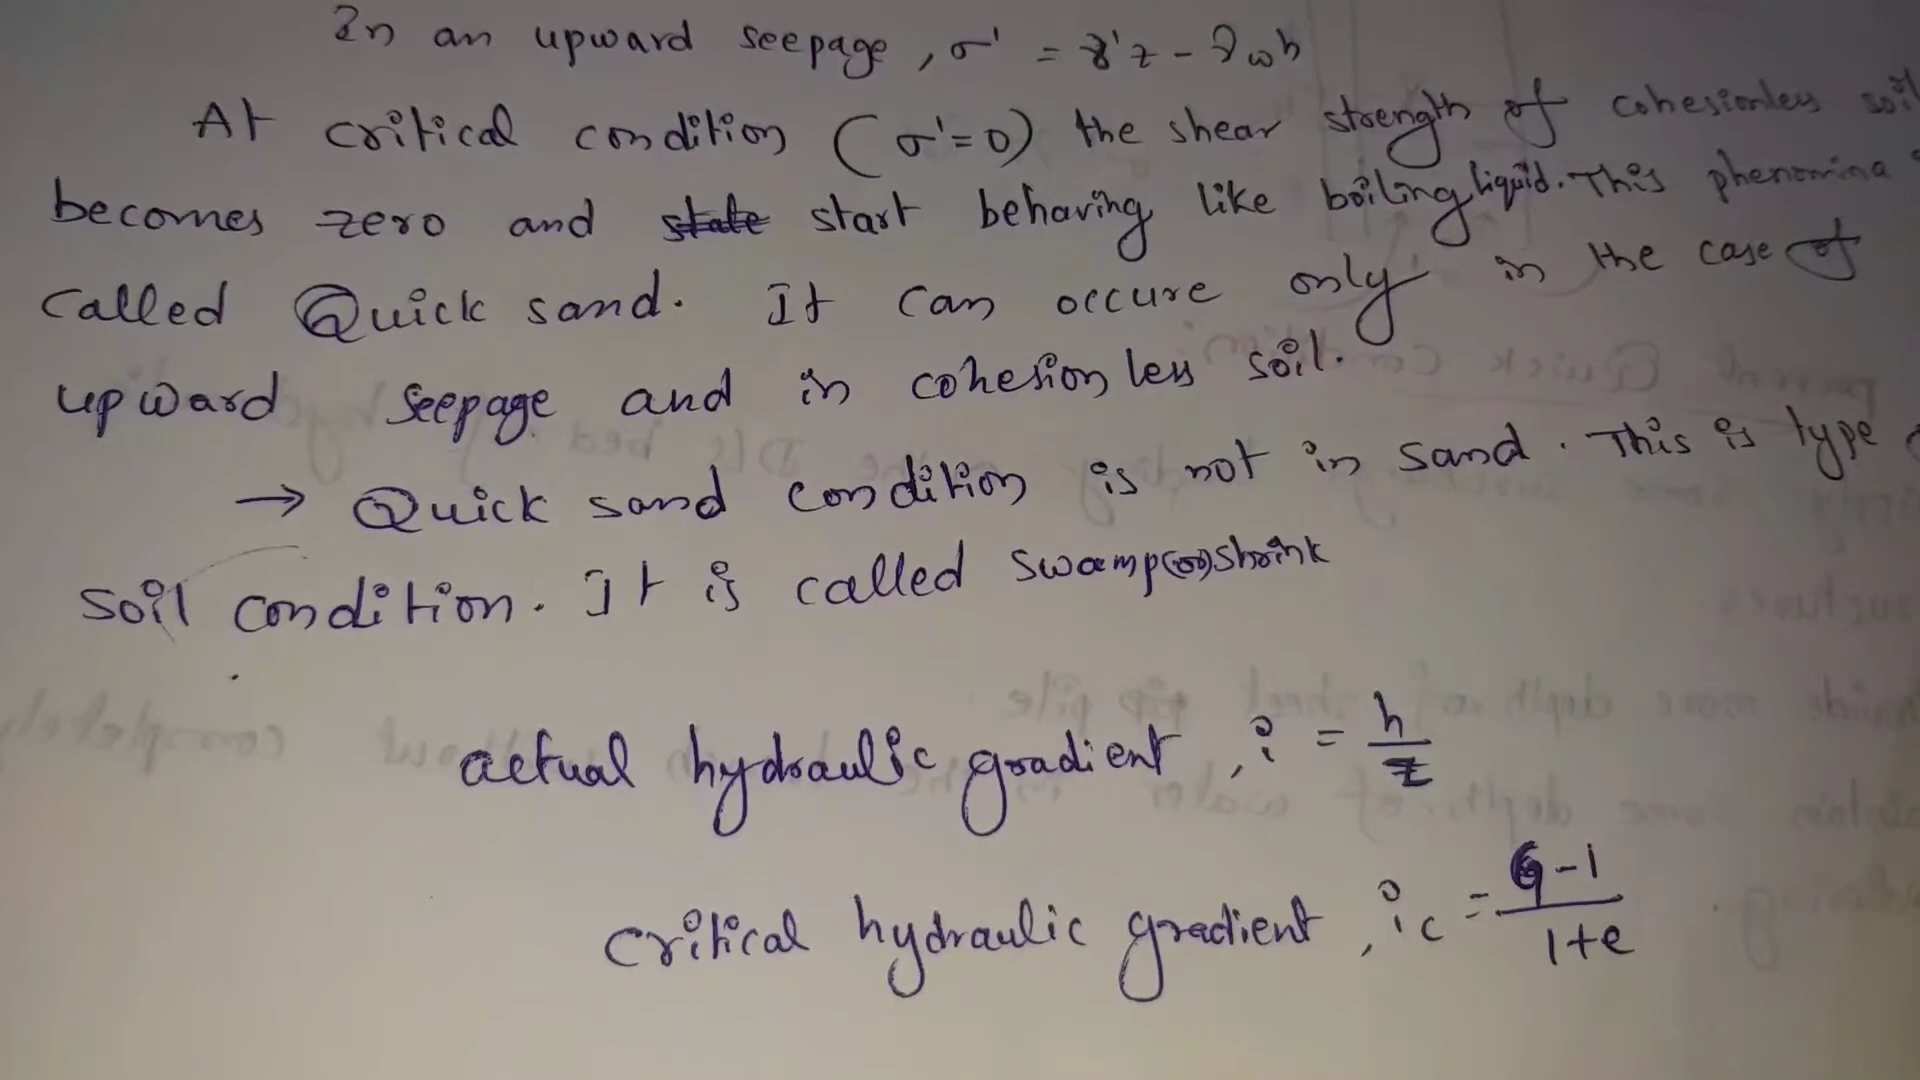 In an upward seepage, σ' = γ'z - γwh
At critical condition (σ'=0) the shear strength of cohesionless soil
becomes zero and state start behaving like boiling liquid. This phenomina
called Quick sand. It can occure only in the case of
upward seepage and in cohesionless soil.
→ Quick sand condition is not in sand. This is type
soil condition. It is called swamp(or)shrink
actual hydraulic gradient, i = h/z
critical hydraulic gradient, ic = G-1/1+e